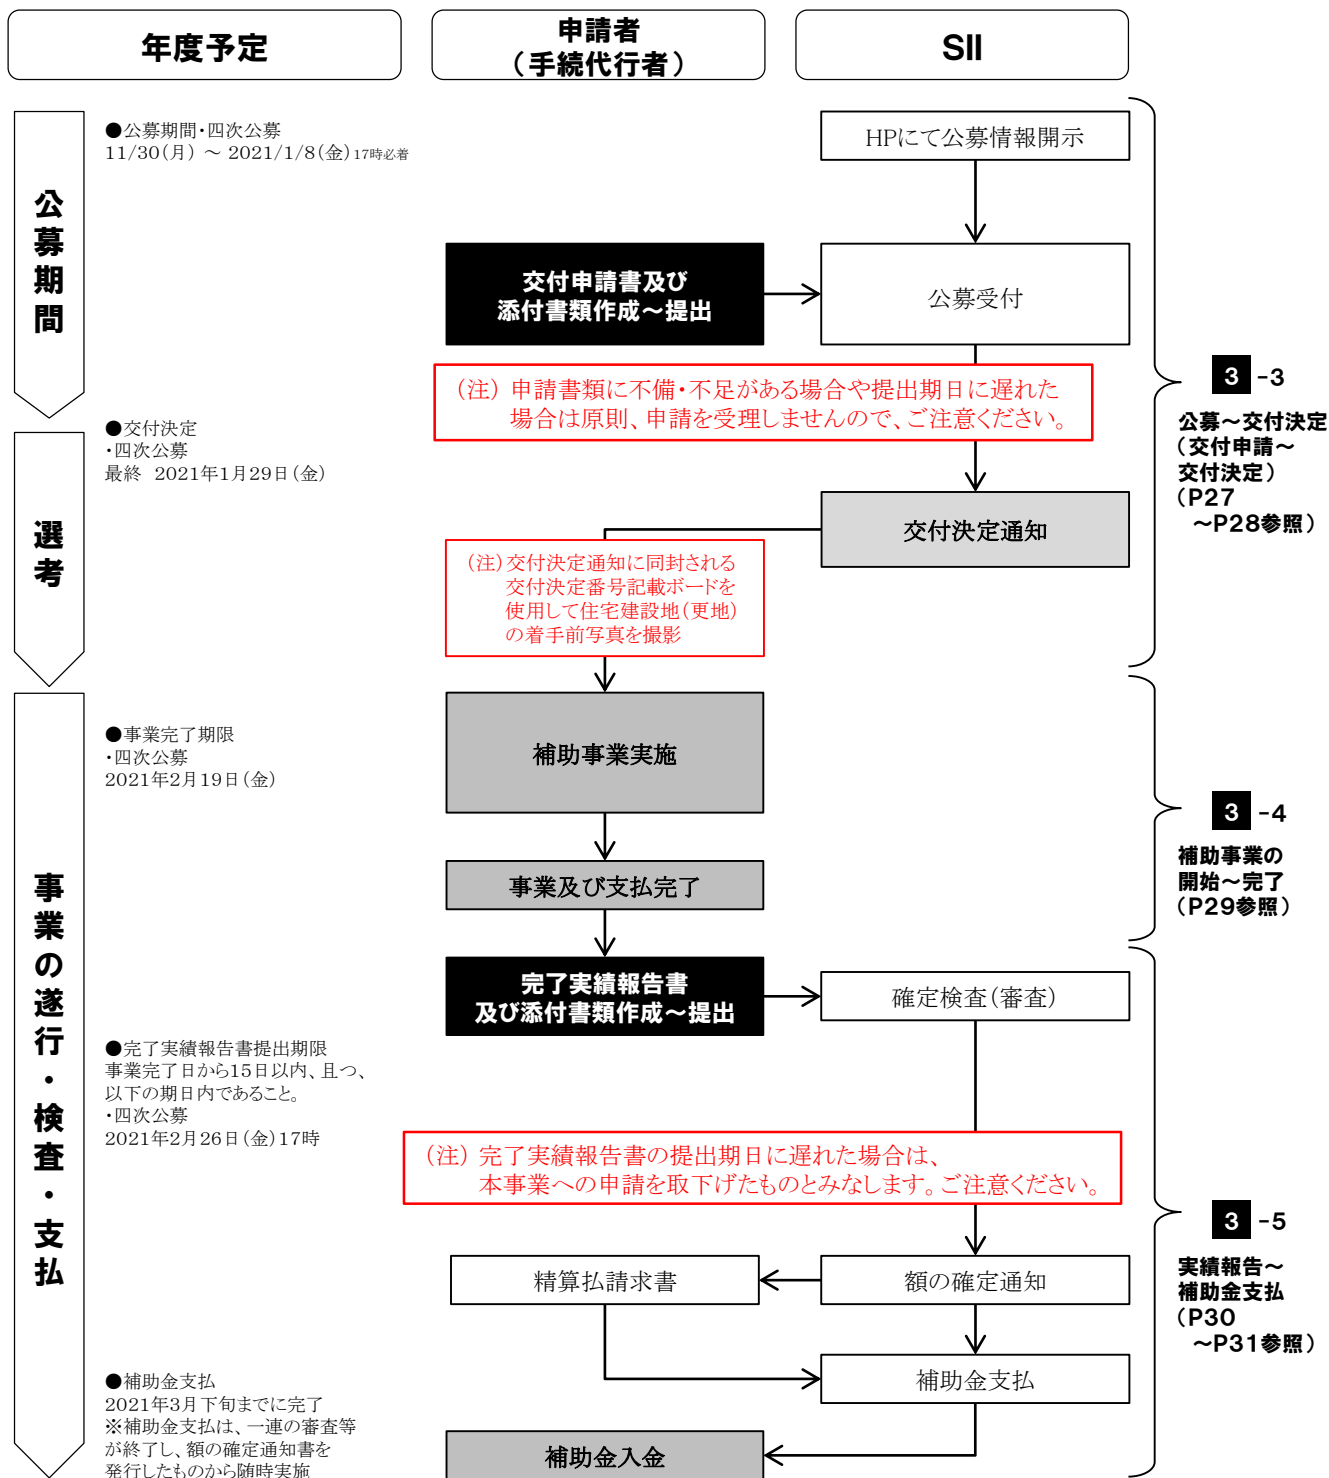 年度予定
申請者
（手続代行者）
SII
公募期間
●公募期間・四次公募
11/30(月) ～ 2021/1/8(金) 17時必着
HPにて公募情報開示
交付申請書及び
添付書類作成～提出
公募受付
（注） 申請書類に不備・不足がある場合や提出期日に遅れた
場合は原則、申請を受理しませんので、ご注意ください。
3 -3
公募～交付決定
（交付申請～
交付決定）
（P27
～P28参照）
選考
●交付決定
・四次公募
最終 2021年1月29日(金)
交付決定通知
（注）交付決定通知に同封される
交付決定番号記載ボードを
使用して住宅建設地(更地)
の着手前写真を撮影
事業の遂行・検査・支払
●事業完了期限
・四次公募
2021年2月19日(金)
補助事業実施
事業及び支払完了
3 -4
補助事業の
開始～完了
（P29参照）
完了実績報告書
及び添付書類作成～提出
確定検査(審査)
●完了実績報告書提出期限
事業完了日から15日以内、且つ、
以下の期日内であること。
・四次公募
2021年2月26日(金)17時
（注） 完了実績報告書の提出期日に遅れた場合は、
本事業への申請を取下げたものとみなします。ご注意ください。
精算払請求書
額の確定通知
3 -5
実績報告～
補助金支払
（P30
～P31参照）
補助金支払
●補助金支払
2021年3月下旬までに完了
※補助金支払は、一連の審査等
が終了し、額の確定通知書を
発行したものから随時実施
補助金入金